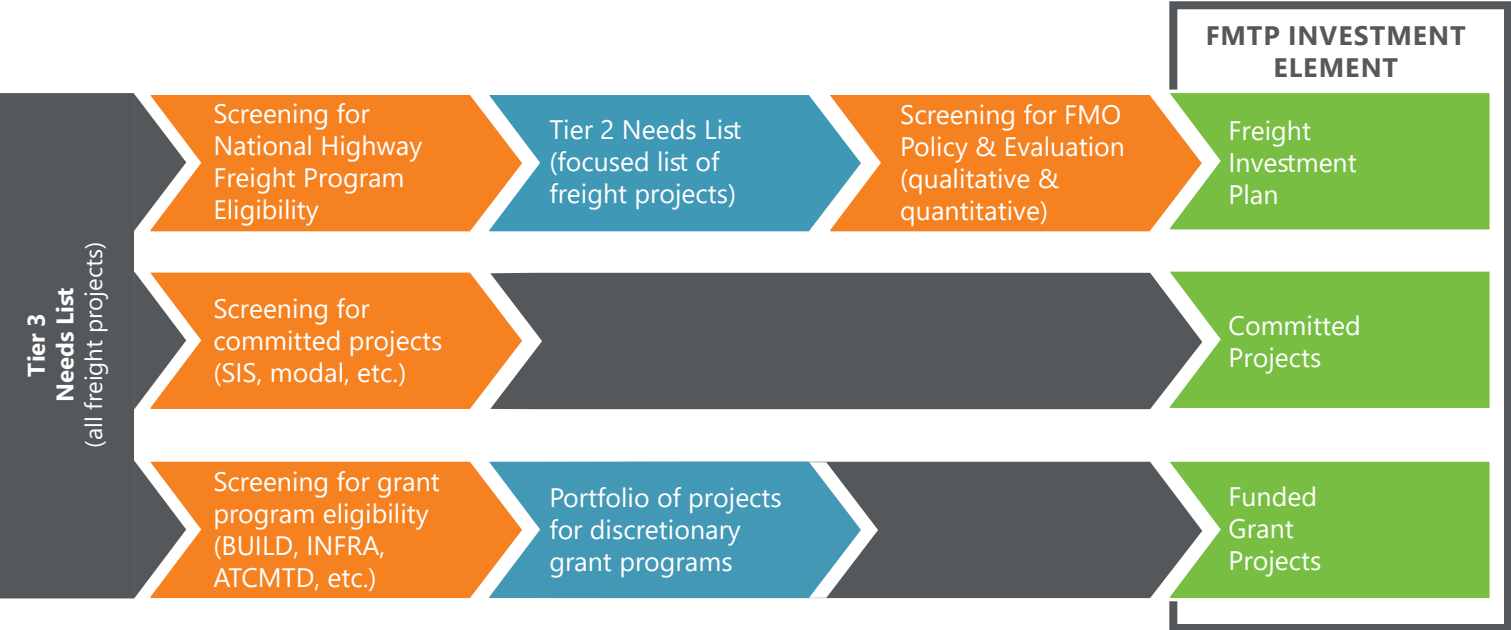 FMTP INVESTMENT
ELEMENT
Tier 3
Needs List
(all freight projects)
Screening for
National Highway
Freight Program
Eligibility
Tier 2 Needs List
(focused list of
freight projects)
Screening for FMO
Policy & Evaluation
(qualitative &
quantitative)
Freight
Investment
Plan
Screening for
committed projects
(SIS, modal, etc.)
Committed
Projects
Screening for grant
program eligibility
(BUILD, INFRA,
ATCMTD, etc.)
Portfolio of projects
for discretionary
grant programs
Funded
Grant
Projects